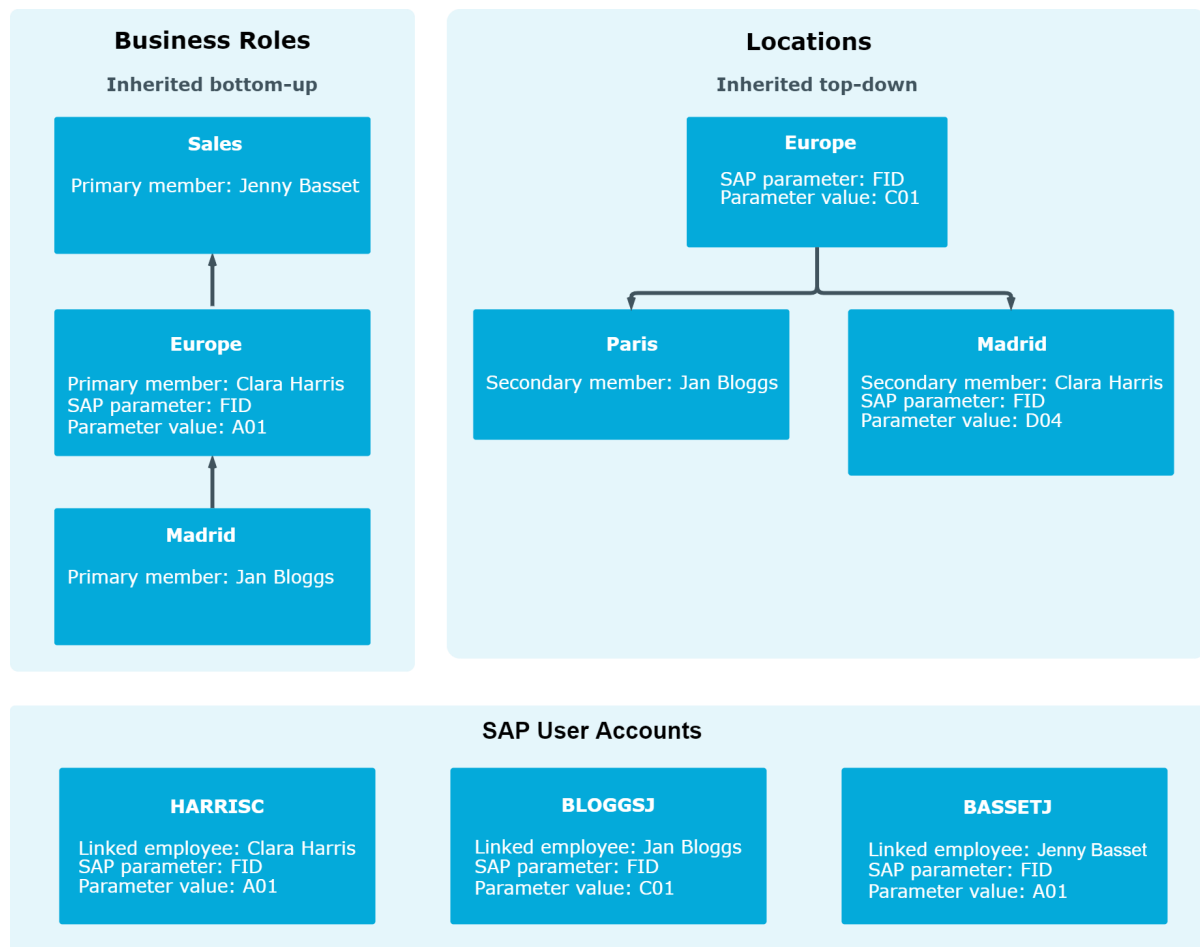 Business Roles
Inherited bottom-up
Sales
Primary member: Jenny Basset
Europe
Primary member: Clara Harris
SAP parameter: FID
Parameter value: A01
Madrid
Primary member: Jan Bloggs
Locations
Inherited top-down
Europe
SAP parameter: FID
Parameter value: C01
Paris
Secondary member: Jan Bloggs
Madrid
Secondary member: Clara Harris
SAP parameter: FID
Parameter value: D04
SAP User Accounts
HARRISC
Linked employee: Clara Harris
SAP parameter: FID
Parameter value: A01
BLOGGSJ
Linked employee: Jan Bloggs
SAP parameter: FID
Parameter value: C01
BASSETJ
Linked employee: Jenny Basset
SAP parameter: FID
Parameter value: A01